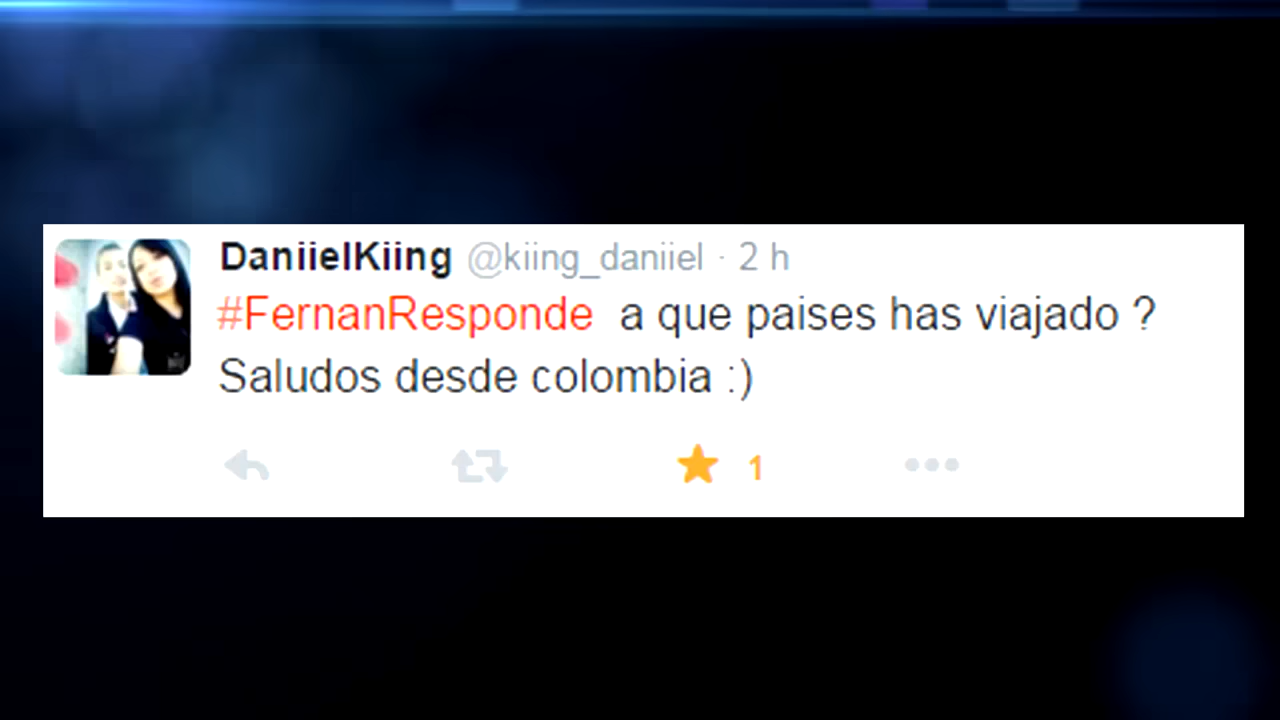 DaniielKiing @kiing_daniiel · 2 h
#FernanResponde a que paises has viajado ?
Saludos desde colombia :)
1